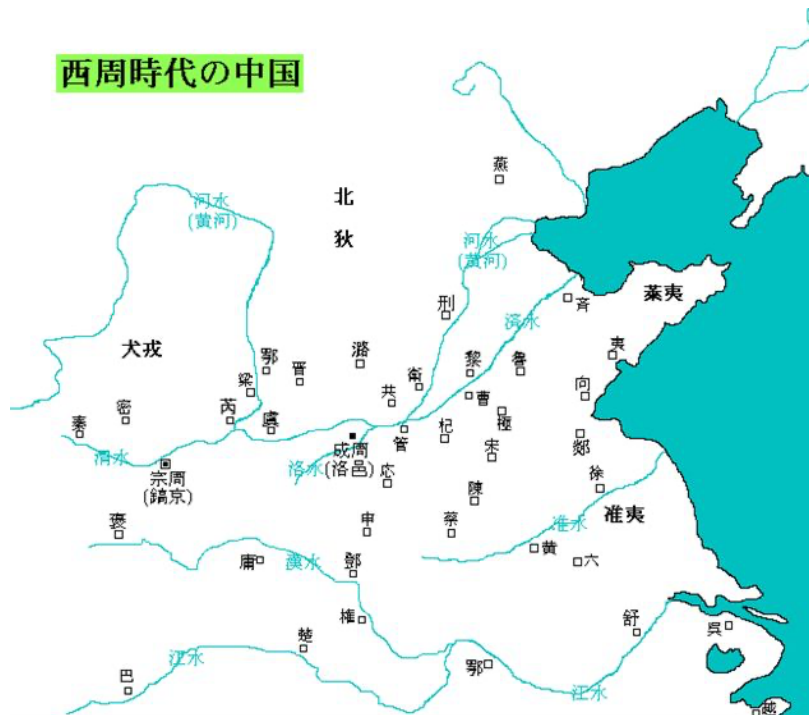 西周時代の中国
燕
北狄
河水
(黄河)
河水
(黄河)
斉
莱夷
邢
済水
夷
犬戎
鄂
晋
潞
衛
黎
魯
向
梁
共
曹
極
秦
密
芮
虞
管
杞
宋
郯
渭水
宗周
(鎬京)
成周
(洛邑)
洛水
応
陳
徐
淮夷
褒
申
蔡
淮水
黄
六
庸
漢水
鄧
権
楚
舒
呉
鄂
江水
江水
巴
越